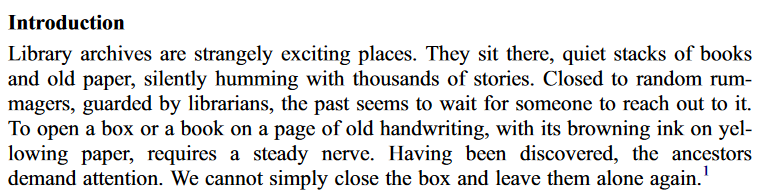 Introduction
Library archives are strangely exciting places. They sit there, quiet stacks of books
and old paper, silently humming with thousands of stories. Closed to random rum-
magers, guarded by librarians, the past seems to wait for someone to reach out to it.
To open a box or a book on a page of old handwriting, with its browning ink on yel-
lowing paper, requires a steady nerve. Having been discovered, the ancestors
demand attention. We cannot simply close the box and leave them alone again.1